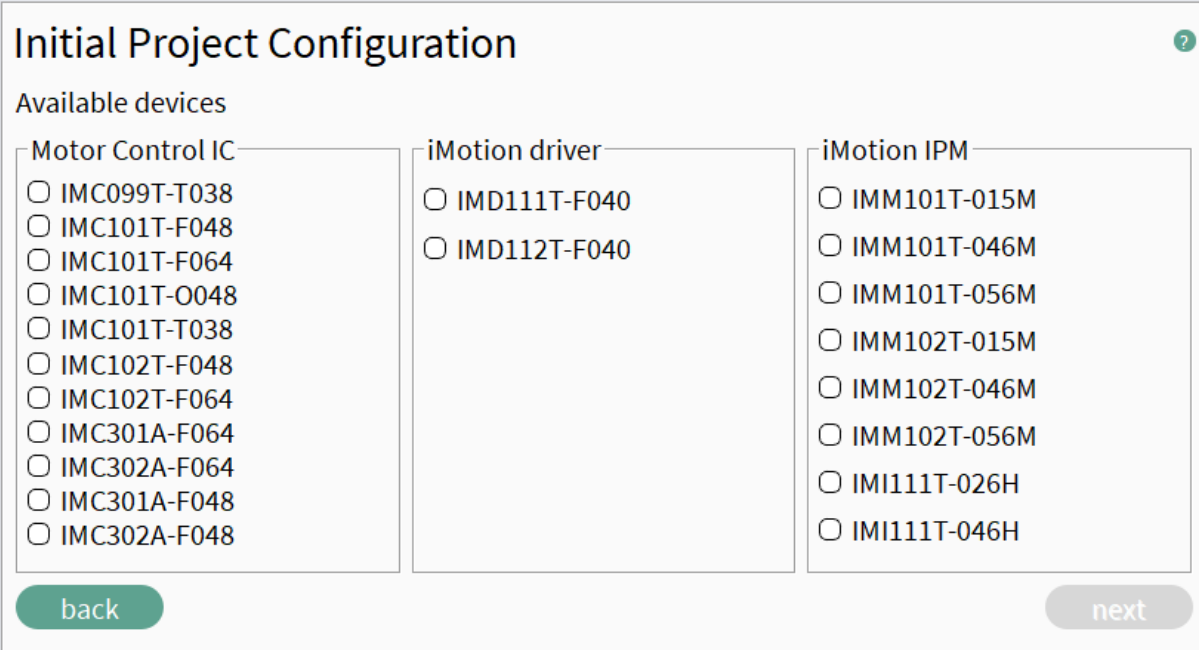 Initial Project Configuration
?
Available devices
Motor Control IC
IMC099T-T038
IMC101T-F048
IMC101T-F064
IMC101T-O048
IMC101T-T038
IMC102T-F048
IMC102T-F064
IMC301A-F064
IMC302A-F064
IMC301A-F048
IMC302A-F048
iMotion driver
IMD111T-F040
IMD112T-F040
iMotion IPM
IMM101T-015M
IMM101T-046M
IMM101T-056M
IMM102T-015M
IMM102T-046M
IMM102T-056M
IMI111T-026H
IMI111T-046H
back
next